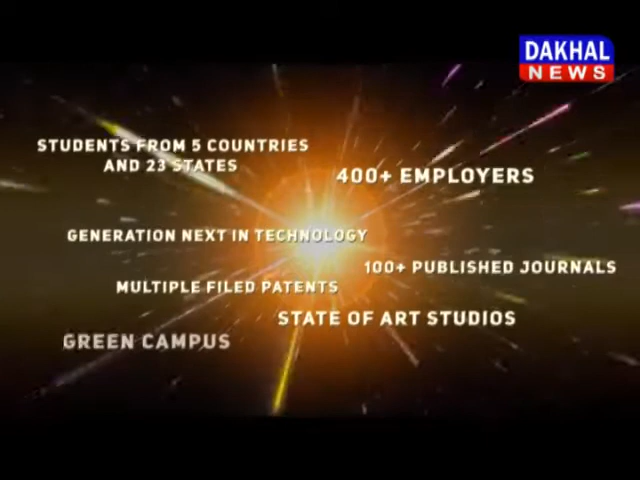 DAKHAL
NEWS
STUDENTS FROM 5 COUNTRIES
AND 23 STATES
400+ EMPLOYERS
GENERATION NEXT IN TECHNOLOGY
100+ PUBLISHED JOURNALS
MULTIPLE FILED PATENTS
STATE OF ART STUDIOS
GREEN CAMPUS